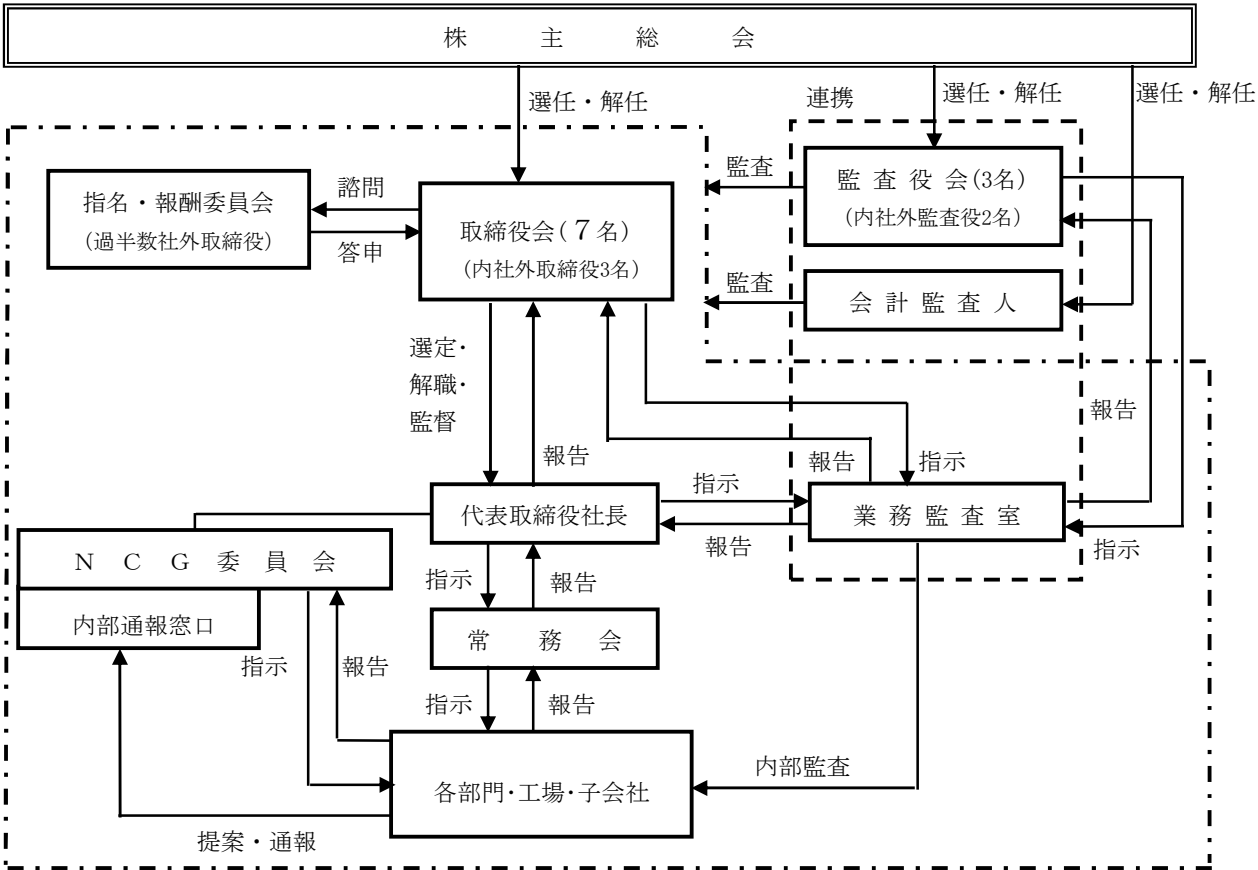 株主総会
選任・解任
連携
選任・解任
選任・解任
指名・報酬委員会
(過半数社外取締役)
諮問
答申
取締役会(7名)
(内社外取締役3名)
監査
監査役会(3名)
(内社外監査役2名)
監査
会計監査人
選定・
解職・
監督
報告
報告
指示
報告
代表取締役社長
指示
報告
業務監査室
指示
NCG委員会
内部通報窓口
指示
報告
指示
報告
常務会
指示
報告
各部門・工場・子会社
内部監査
提案・通報